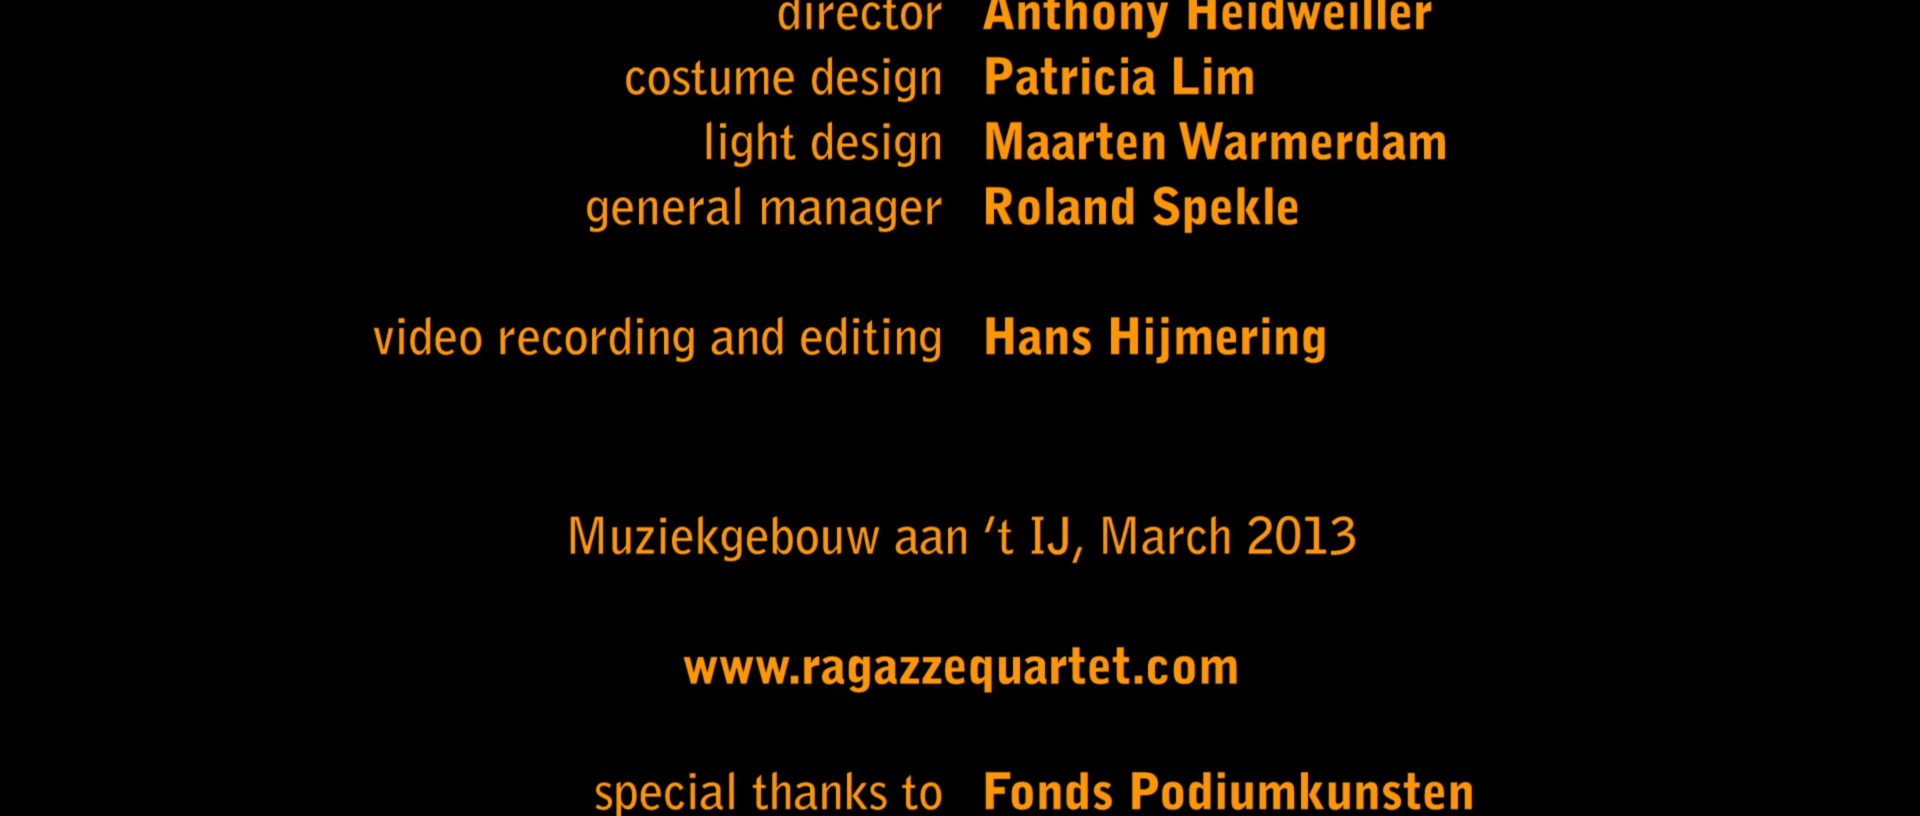 director Anthony Heidweiller
costume design Patricia Lim
light design Maarten Warmerdam
general manager Roland Spekle
video recording and editing Hans Hijmering
Muziekgebouw aan ‘t IJ, March 2013
www.ragazzequartet.com
special thanks to Fonds Podiumkunsten